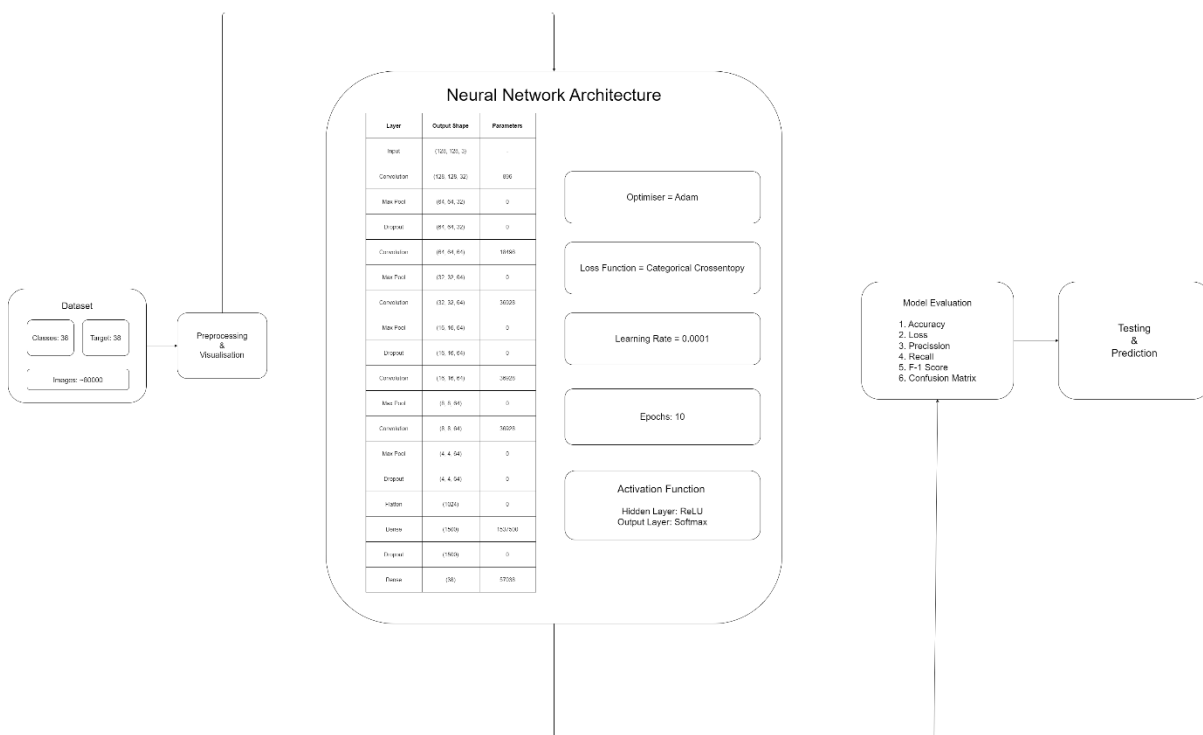 Neural Network Architecture
Layer Output Shape Parameters
Input (128, 128, 3) -
Convolution (128, 128, 32) 896
Max Pool (64, 64, 32) 0
Dropout (64, 64, 32) 0
Convolution (64, 64, 64) 18496
Max Pool (32, 32, 64) 0
Convolution (32, 32, 64) 36928
Max Pool (16, 16, 64) 0
Dropout (16, 16, 64) 0
Convolution (16, 16, 64) 36928
Max Pool (8, 8, 64) 0
Convolution (8, 8, 64) 36928
Max Pool (4, 4, 64) 0
Dropout (4, 4, 64) 0
Flatten (1024) 0
Dense (1500) 1537500
Dropout (1500) 0
Dense (38) 57038
Optimiser = Adam
Loss Function = Categorical Crossentopy
Learning Rate = 0.0001
Epochs: 10
Activation Function
Hidden Layer: ReLU
Output Layer: Softmax
Dataset
Classes: 38
Target: 38
Images: ~80000
Preprocessing
&
Visualisation
Model Evaluation
1. Accuracy
2. Loss
3. Precission
4. Recall
5. F-1 Score
6. Confusion Matrix
Testing
&
Prediction